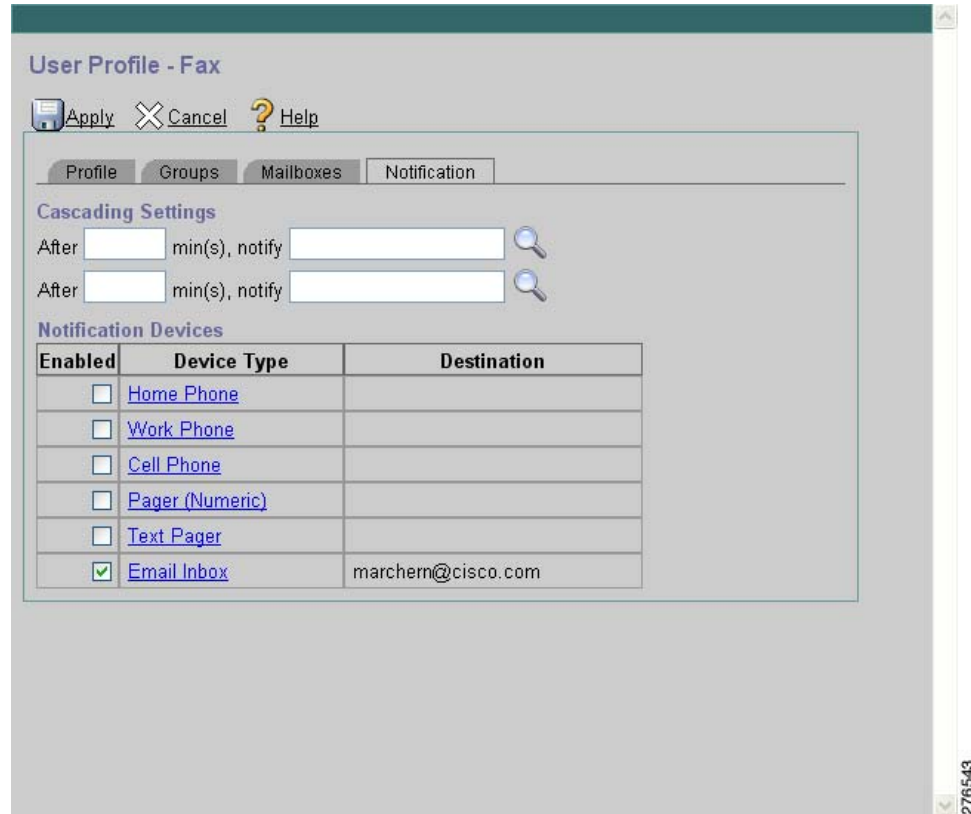 User Profile - Fax
Apply Cancel Help
Profile Groups Mailboxes Notification
Cascading Settings
After min(s), notify
After min(s), notify
Notification Devices
Enabled Device Type Destination
Home Phone
Work Phone
Cell Phone
Pager (Numeric)
Text Pager
Email Inbox marchern@cisco.com
276543